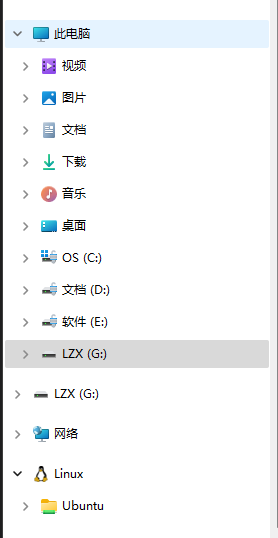 此电脑
视频
图片
文档
下载
音乐
桌面
OS (C:)
文档 (D:)
软件 (E:)
LZX (G:)
LZX (G:)
网络
Linux
Ubuntu